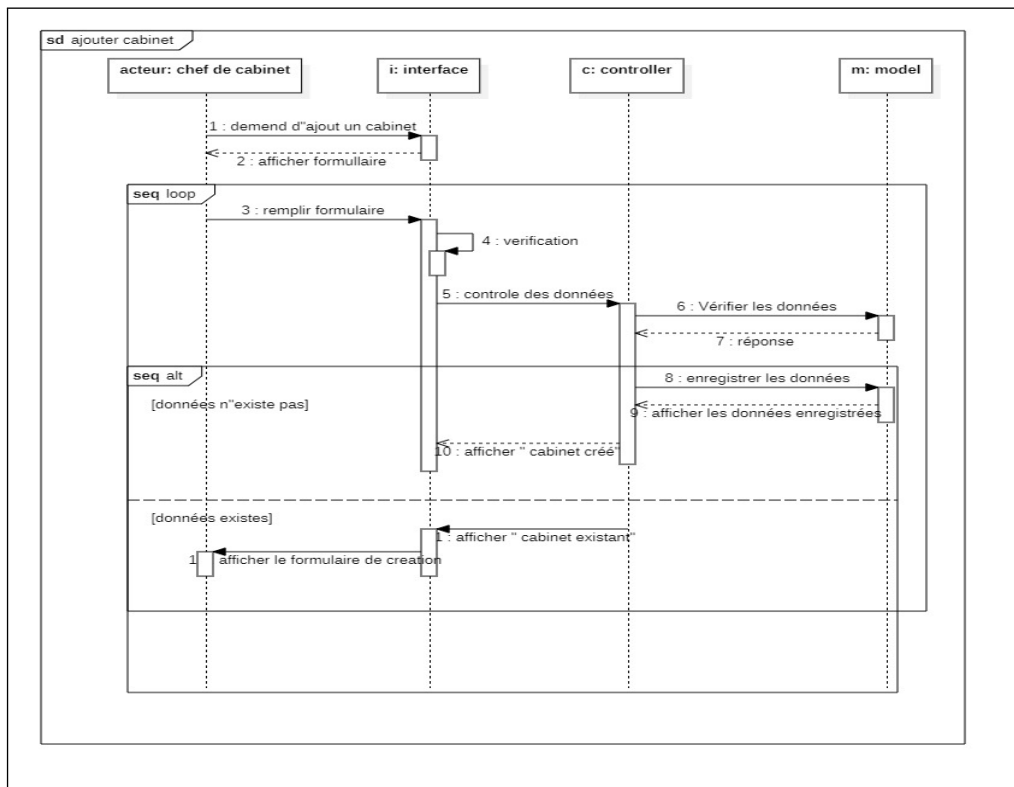 sd ajouter cabinet
acteur: chef de cabinet
i: interface
c: controller
m: model
1 : demend d"ajout un cabinet
2 : afficher formullaire
seq loop
3 : remplir formulaire
4 : verification
5 : controle des données
6 : Vérifier les données
7 : réponse
seq alt
8 : enregistrer les données
[données n"existe pas]
9 : afficher les données enregistrées
10 : afficher " cabinet créé"
[données existes]
1 : afficher " cabinet existant"
1 afficher le formulaire de creation